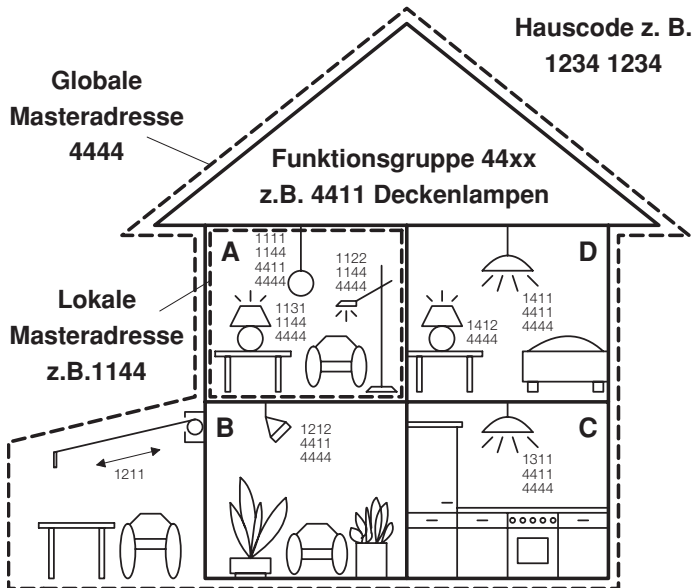 Hauscode z. B.
1234 1234
Globale
Masteradresse
4444
Funktionsgruppe 44xx
z.B. 4411 Deckenlampen
A
1111
1144
4411
4444
1122
1144
4444
1131
1144
4444
D
1411
4411
4444
1412
4444
Lokale
Masteradresse
z.B.1144
B
1212
4411
4444
C
1311
4411
4444
1211